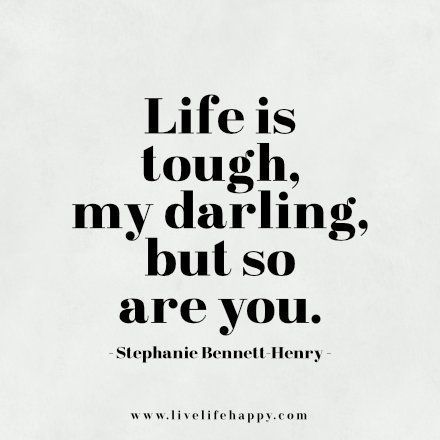 Life is
tough,
my darling,
but so
are you.
- Stephanie Bennett-Henry -
www.livelifehappy.com